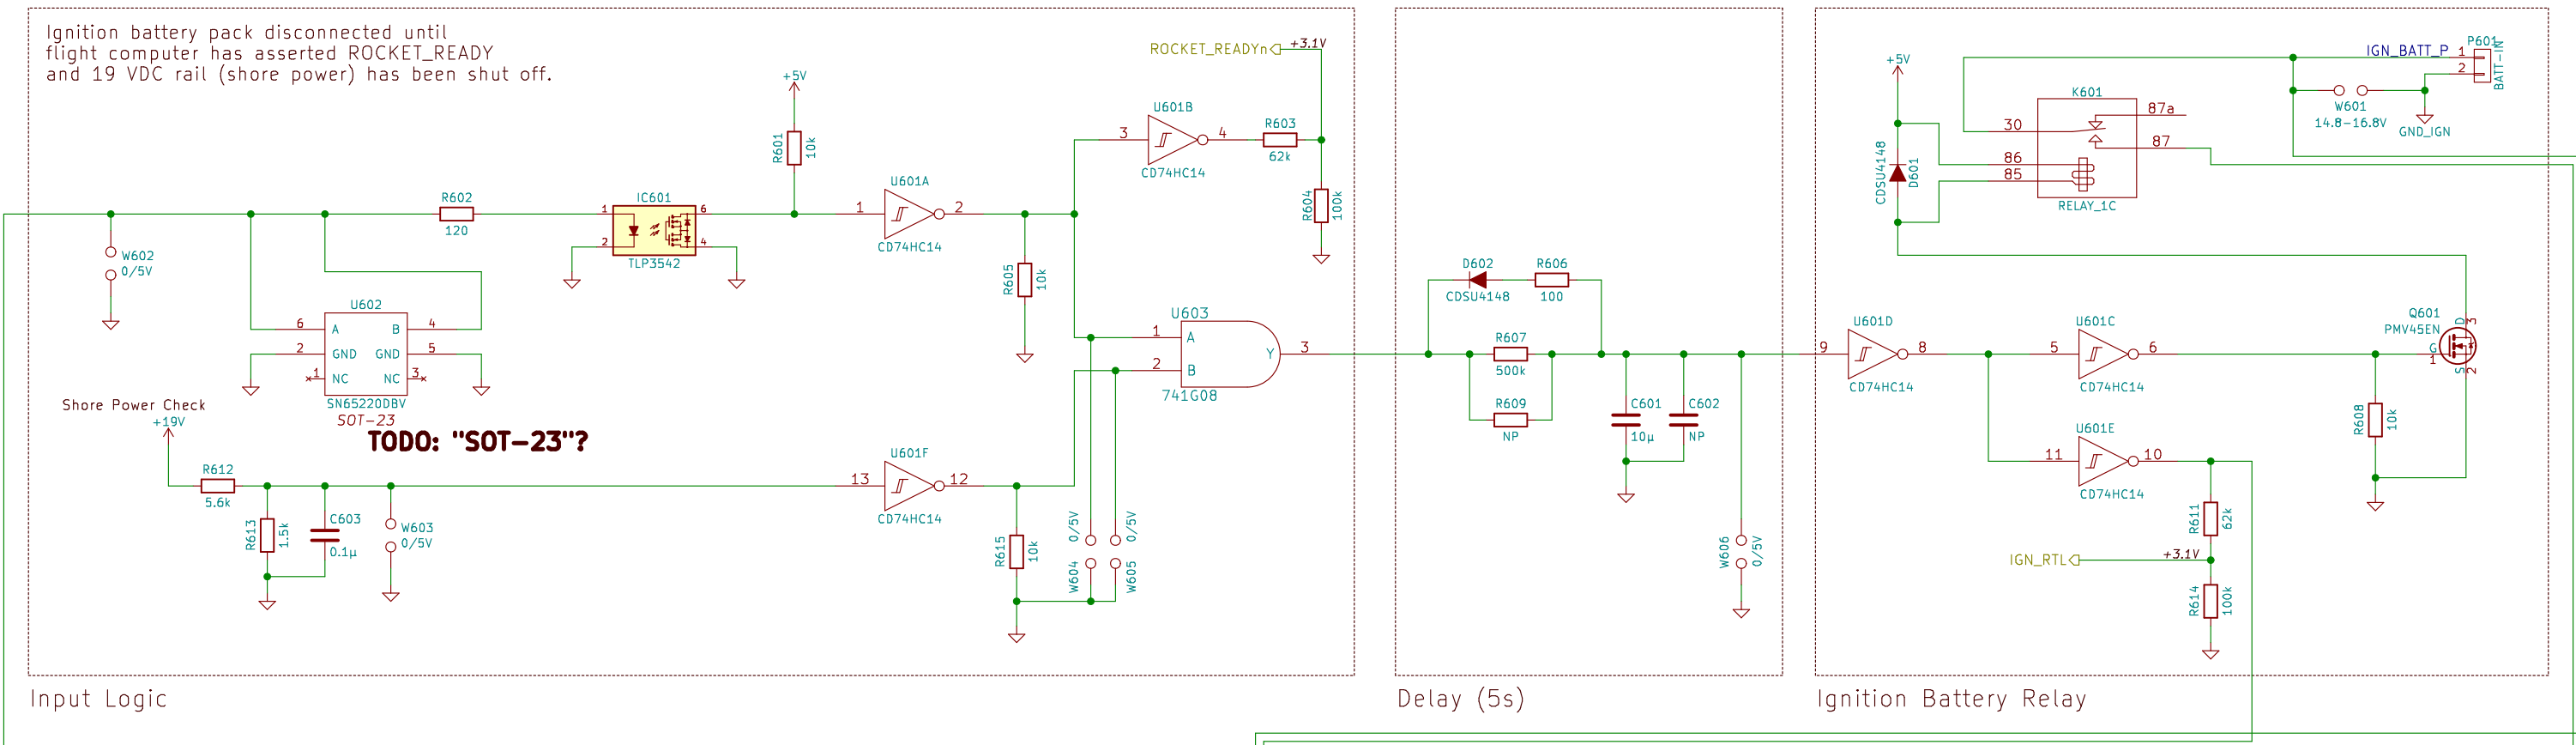 Ignition battery pack disconnected until
flight computer has asserted ROCKET_READY
and 19 VDC rail (shore power) has been shut off.
ROCKET_READYn
+3.1V
+5V
R601
10k
U601B
3
4
CD74HC14
R603
62k
R604
100k
R602
120
IC601
1
2
6
4
TLP3542
U601A
1
2
CD74HC14
W602
0/5V
R605
10k
U602
6
A
B
4
2
GND
GND
5
1
NC
NC
3
SN65220DBV
SOT-23
TODO: "SOT-23"?
Shore Power Check
+19V
R612
5.6k
R613
1.5k
C603
0.1µ
W603
0/5V
U601F
13
12
CD74HC14
R615
10k
0/5V
W604
0/5V
W605
U603
1
A
2
B
Y
3
741G08
Input Logic
D602
CDSU4148
R606
100
R607
500k
R609
NP
C601
10µ
C602
NP
W606
0/5V
Delay (5s)
+5V
CDSU4148
D601
K601
30
86
85
87a
87
RELAY_1C
IGN_BATT_P
P601
1
2
BATT-IN
W601
14.8-16.8V
GND_IGN
U601D
9
8
CD74HC14
U601C
5
6
CD74HC14
Q601
PMV45EN
D
3
G
1
S
2
R608
10k
U601E
11
10
CD74HC14
R611
62k
IGN_RTL
+3.1V
R614
100k
Ignition Battery Relay